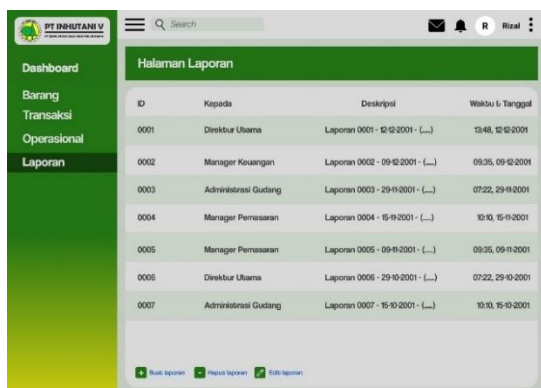 PT INHUTANI V
Search
R
Rizal
Dashboard
Barang
Transaksi
Operasional
Laporan
Halaman Laporan
ID Kepada Deskripsi Waktu & Tanggal
0001 Direktur Utama Laporan 0001 - 12-12-2001 - (.....) 13:48, 12-12-2001
0002 Manager Keuangan Laporan 0002 - 09-12-2001 - (.....) 09:35, 09-12-2001
0003 Administrasi Gudang Laporan 0003 - 29-11-2001 - (.....) 07:22, 29-11-2001
0004 Manager Pemasaran Laporan 0004 - 15-11-2001 - (.....) 10:10, 15-11-2001
0005 Manager Pemasaran Laporan 0005 - 09-11-2001 - (....) 09:35, 09-11-2001
0006 Direktur Utama Laporan 0006 - 29-10-2001 - (.....) 07:22, 29-10-2001
0007 Administrasi Gudang Laporan 0007 - 15-10-2001 - (.....) 10:10, 15-10-2001
Buat laporan Hapus laporan Edit laporan